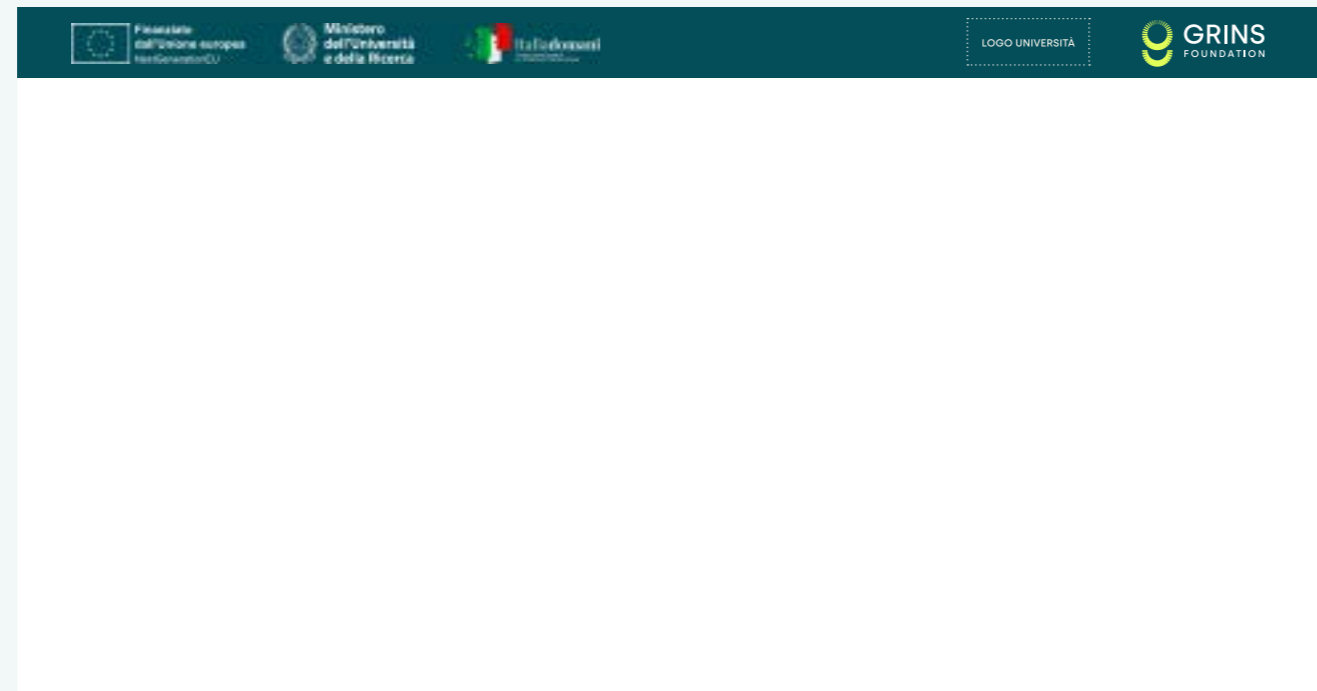 Finanziato
dall'Unione europea
NextGenerationEU
Ministero
dell'Università
e della Ricerca
Italiadomani
LOGO UNIVERSITÀ
GRINS
FOUNDATION